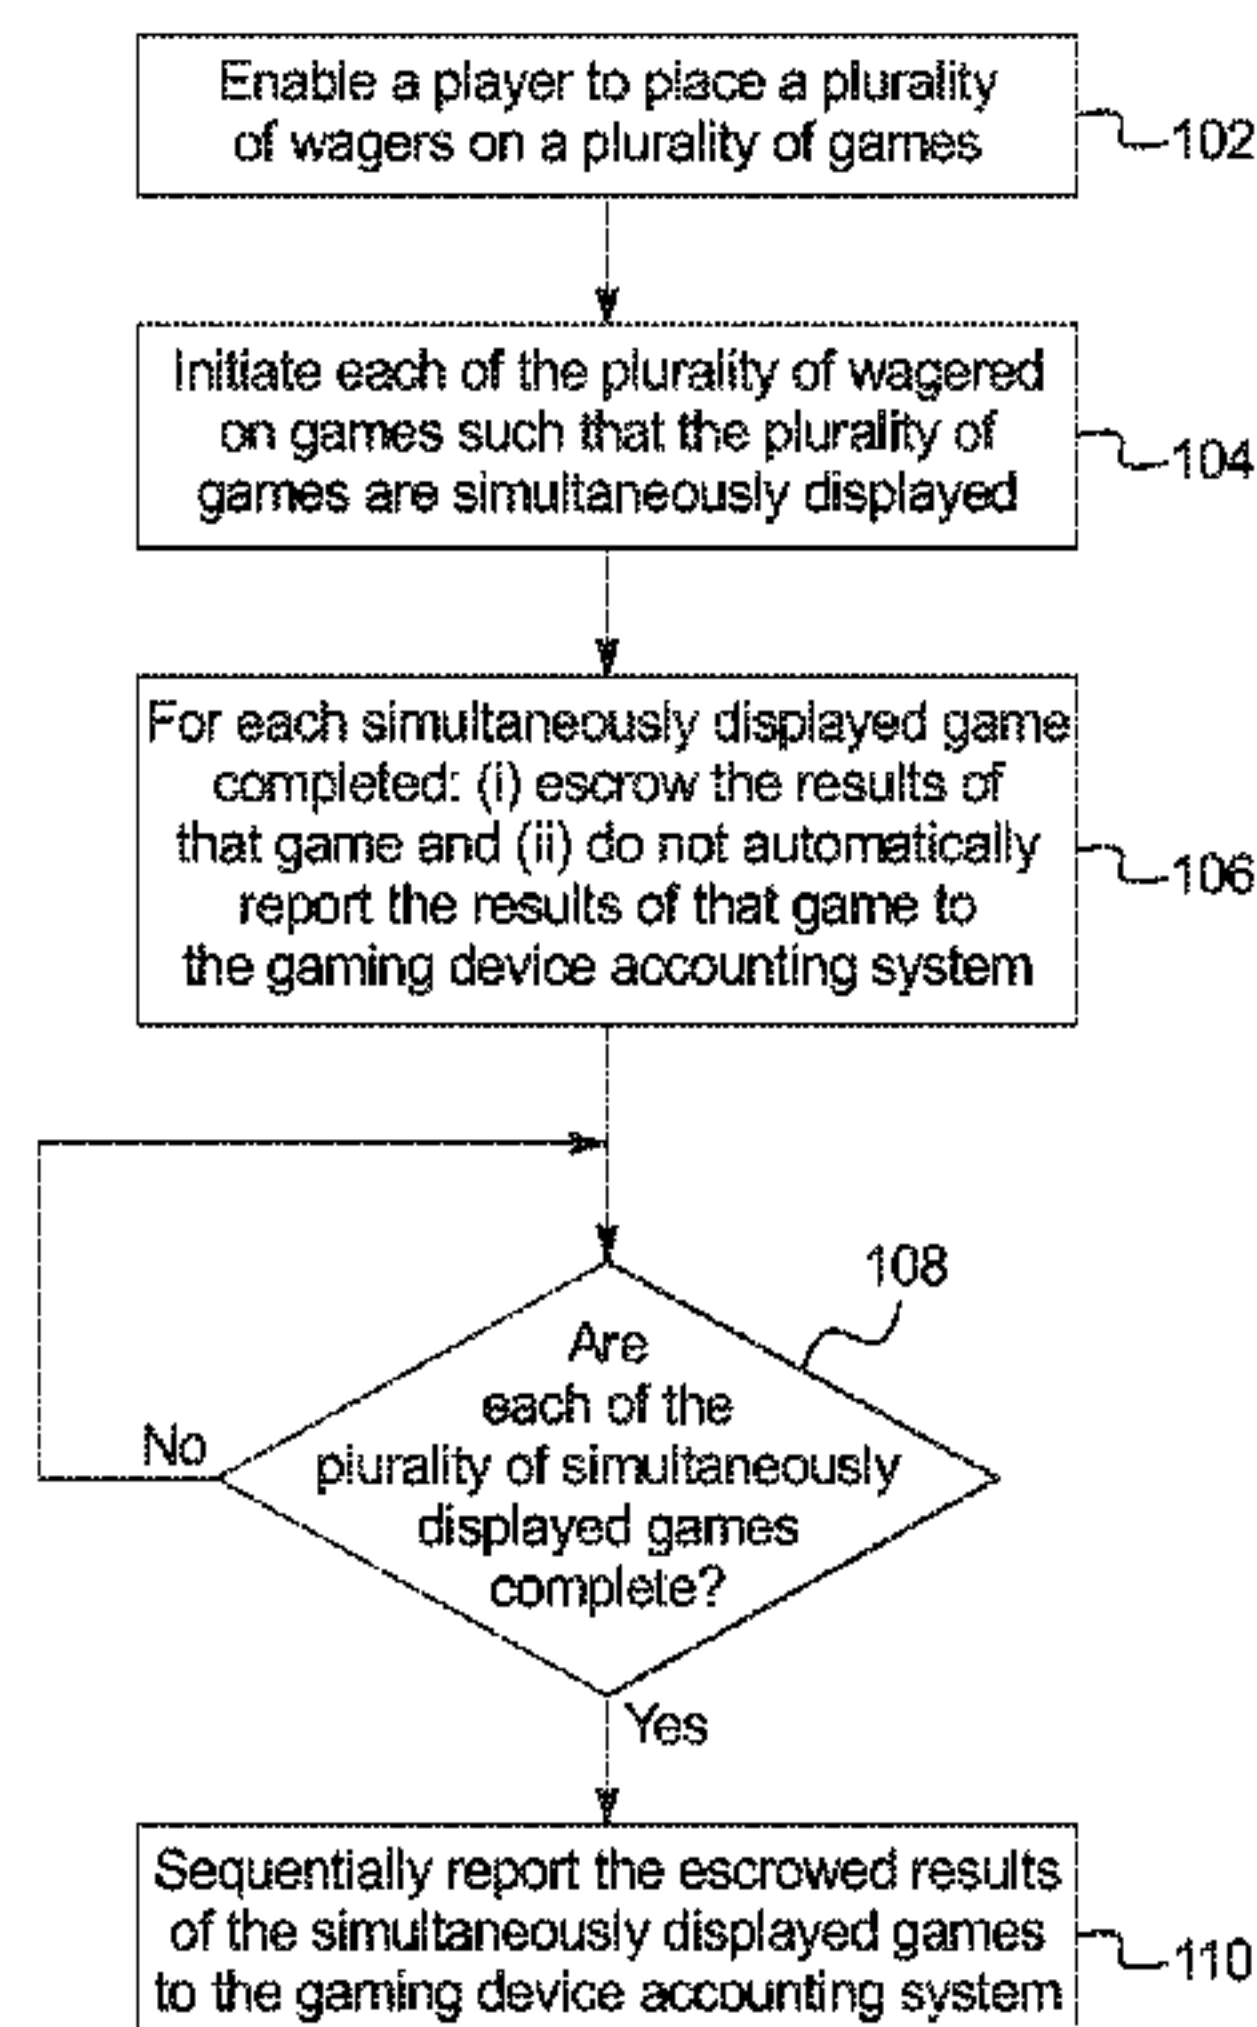 Enable a player to place a plurality
of wagers on a plurality of games
102
Initiate each of the plurality of wagered
on games such that the plurality of
games are simultaneously displayed
104
For each simultaneously displayed game
completed: (i) escrow the results of
that game and (ii) do not automatically
report the results of that game to
the gaming device accounting system
106
108
Are
each of the
plurality of simultaneously
displayed games
complete?
No
Yes
Sequentially report the escrowed results
of the simultaneously displayed games
to the gaming device accounting system
110